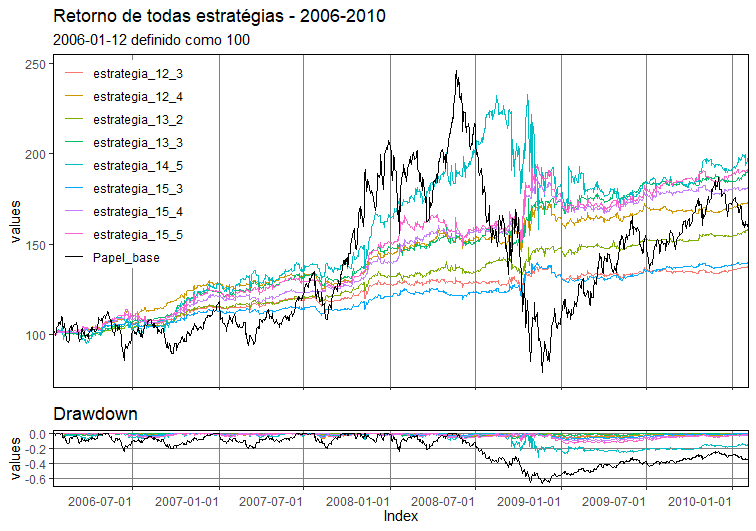 Retorno de todas estratégias - 2006-2010
2006-01-12 definido como 100
250
200
150
100
values
estrategia_12_3
estrategia_12_4
estrategia_13_2
estrategia_13_3
estrategia_14_5
estrategia_15_3
estrategia_15_4
estrategia_15_5
Papel_base
Drawdown
0.0
-0.2
-0.4
-0.6
values
2006-07-01 2007-01-01 2007-07-01 2008-01-01 2008-07-01 2009-01-01 2009-07-01 2010-01-01
Index